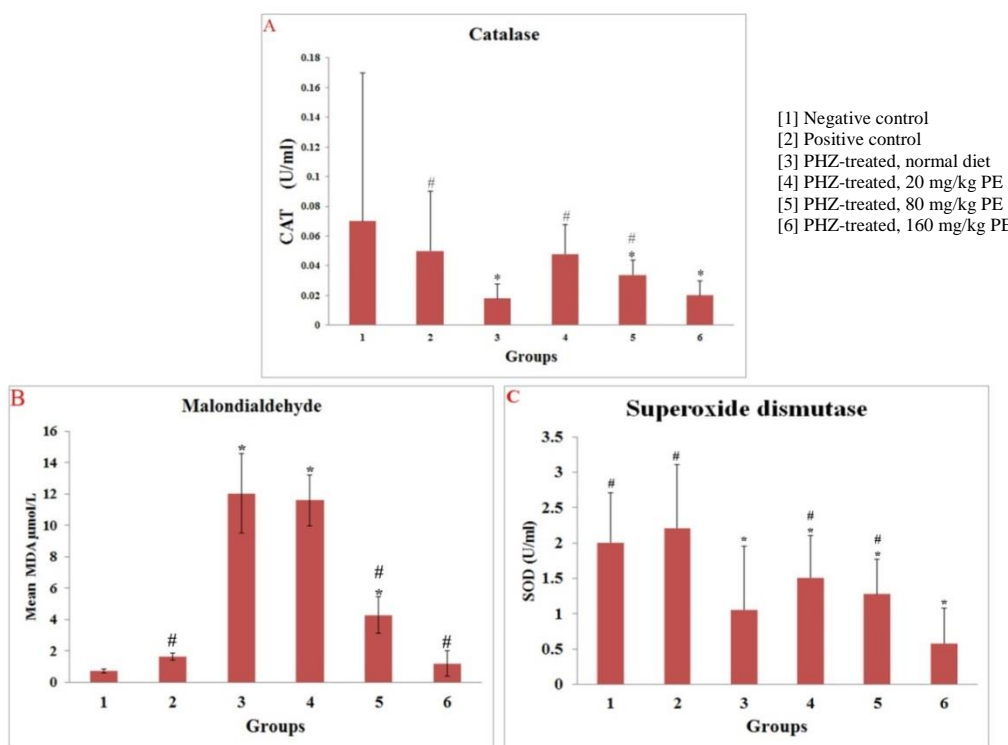 A
Catalase
CAT (U/ml)
0.18
0.16
0.14
0.12
0.1
0.08
0.06
0.04
0.02
0
#
*
#
#
*
*
1 2 3 4 5 6
Groups
[1] Negative control
[2] Positive control
[3] PHZ-treated, normal diet
[4] PHZ-treated, 20 mg/kg PE
[5] PHZ-treated, 80 mg/kg PE
[6] PHZ-treated, 160 mg/kg PE
B
Malondialdehyde
Mean MDA µmol/L
16
14
12
10
8
6
4
2
0
#
*
*
#
*
#
1 2 3 4 5 6
Groups
C
Superoxide dismutase
SOD (U/ml)
3.5
3
2.5
2
1.5
1
0.5
0
#
#
*
#
*
#
*
*
1 2 3 4 5 6
Groups